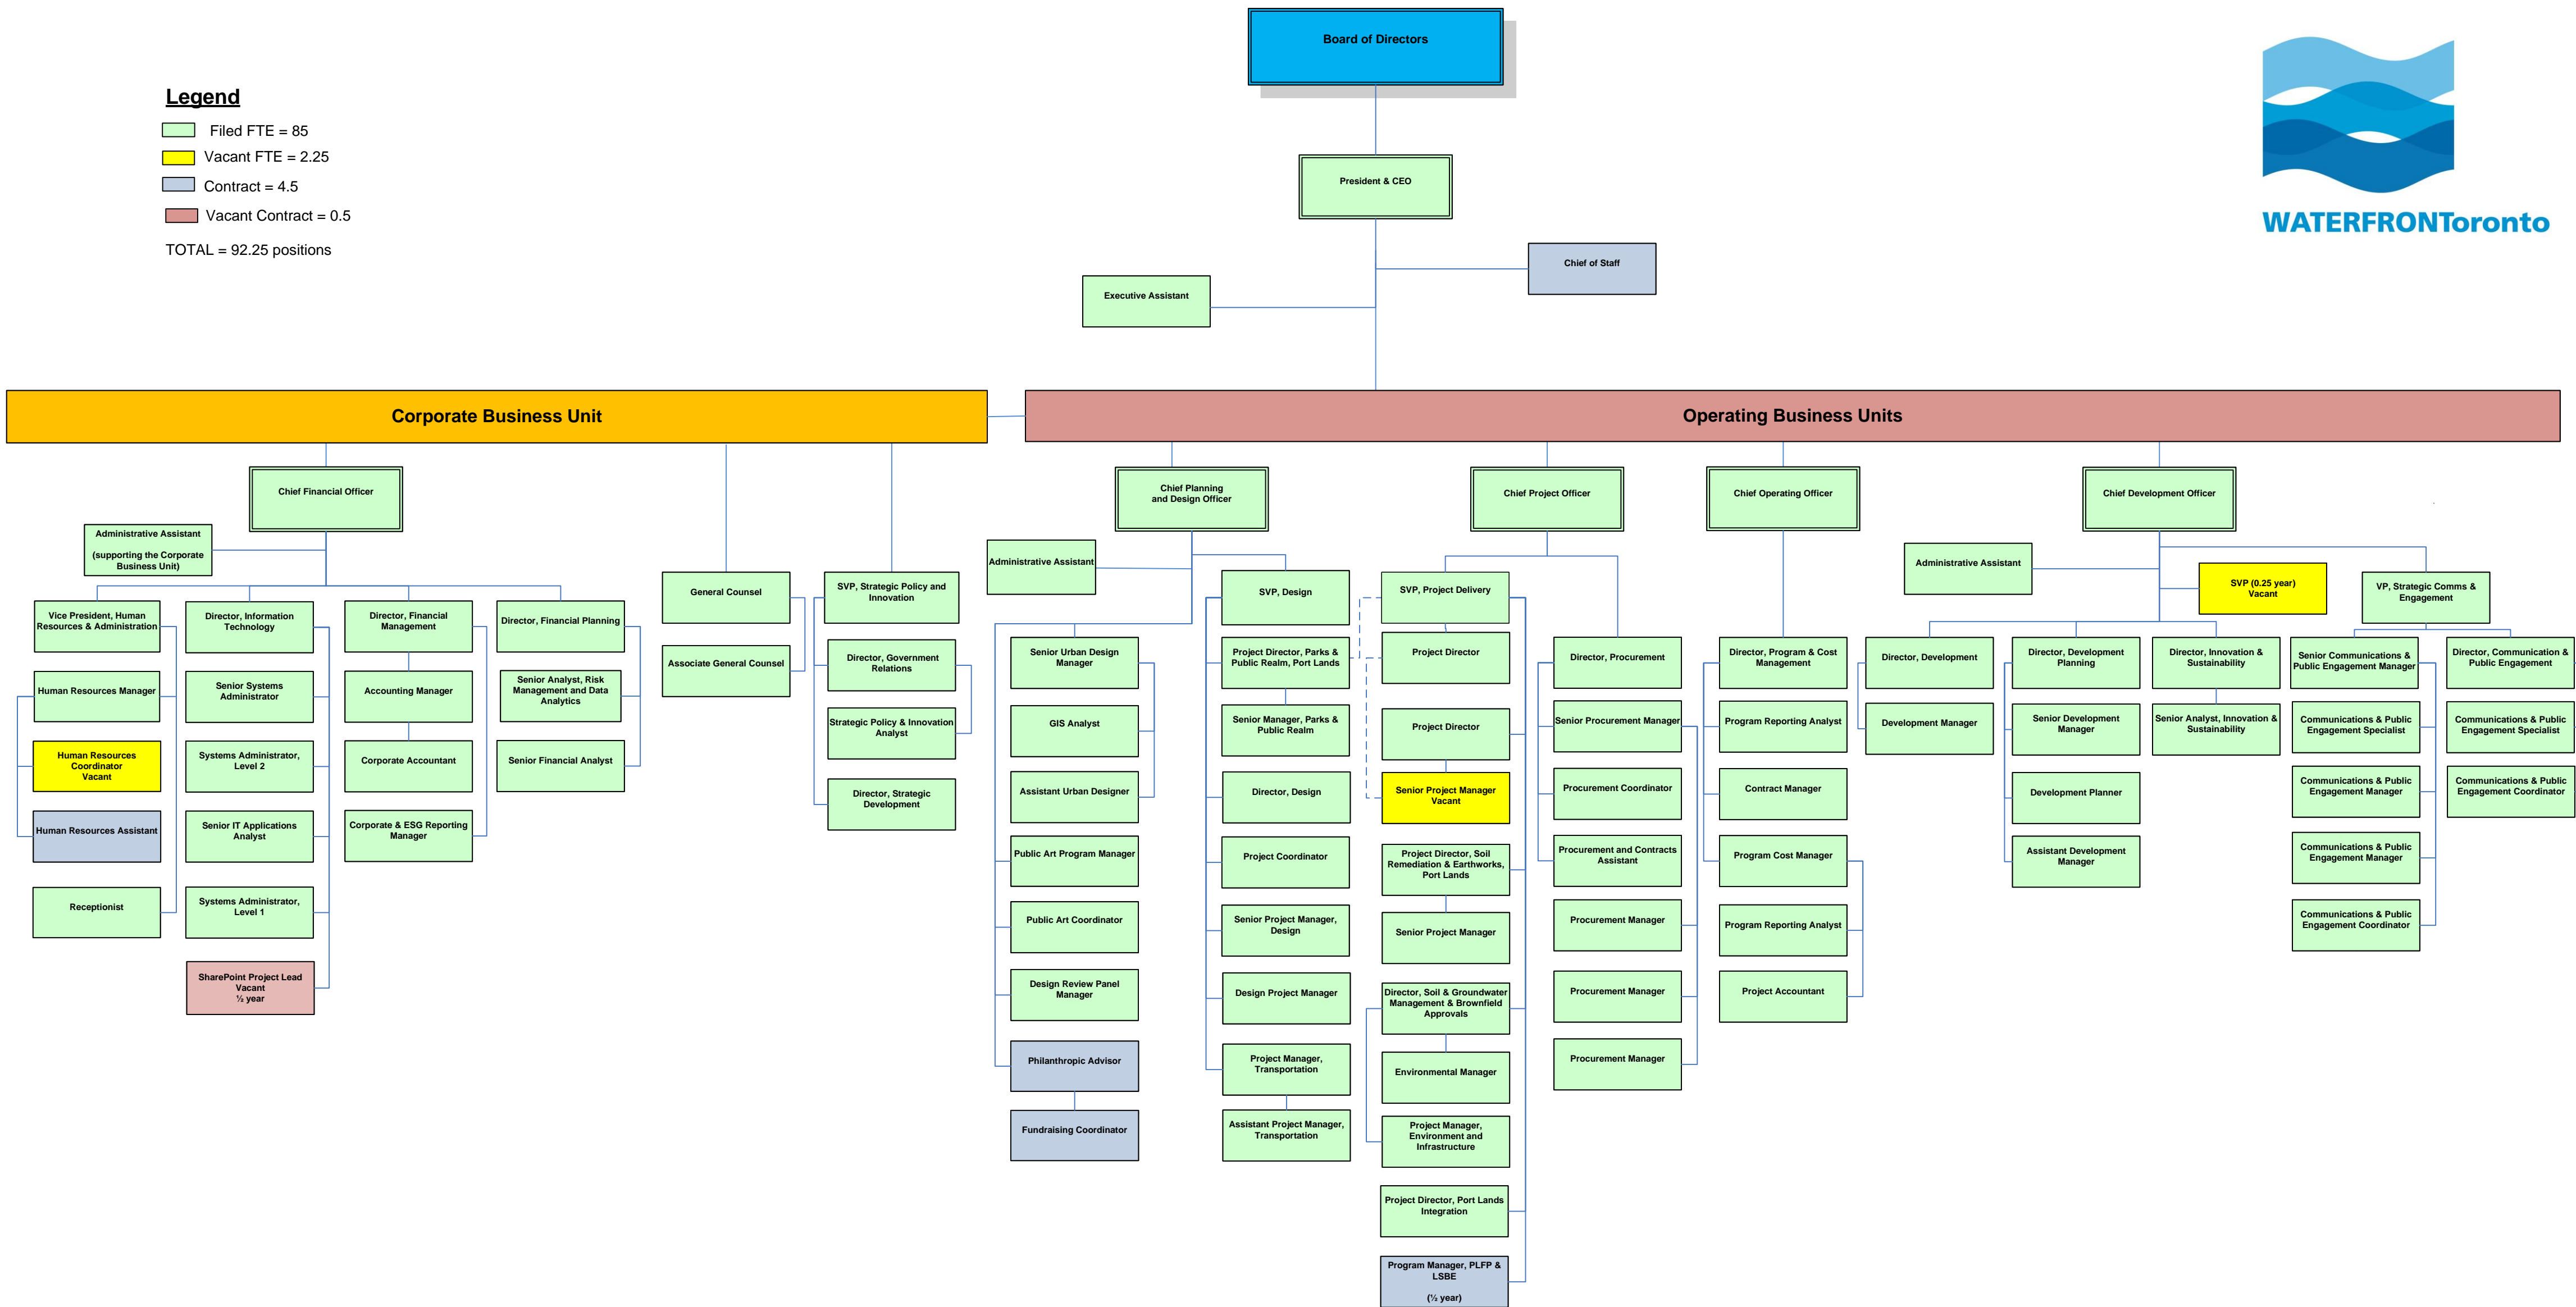 Board of Directors
Legend
Filed FTE = 85
Vacant FTE = 2.25
Contract = 4.5
Vacant Contract = 0.5
TOTAL = 92.25 positions
WATERFRONToronto
President & CEO
Chief of Staff
Executive Assistant
Corporate Business Unit
Operating Business Units
Chief Financial Officer
Administrative Assistant
(supporting the Corporate
Business Unit)
Vice President, Human
Resources & Administration
Human Resources Manager
Human Resources
Coordinator
Vacant
Human Resources Assistant
Receptionist
Director, Information
Technology
Senior Systems
Administrator
Systems Administrator,
Level 2
Senior IT Applications
Analyst
Systems Administrator,
Level 1
SharePoint Project Lead
Vacant
½ year
Director, Financial
Management
Accounting Manager
Corporate Accountant
Corporate & ESG Reporting
Manager
Director, Financial Planning
Senior Analyst, Risk
Management and Data
Analytics
Senior Financial Analyst
General Counsel
Associate General Counsel
SVP, Strategic Policy and
Innovation
Director, Government
Relations
Strategic Policy & Innovation
Analyst
Director, Strategic
Development
Chief Planning
and Design Officer
Administrative Assistant
Senior Urban Design
Manager
GIS Analyst
Assistant Urban Designer
Public Art Program Manager
Public Art Coordinator
Design Review Panel
Manager
Philanthropic Advisor
Fundraising Coordinator
SVP, Design
Project Director, Parks &
Public Realm, Port Lands
Senior Manager, Parks &
Public Realm
Director, Design
Project Coordinator
Senior Project Manager,
Design
Design Project Manager
Project Manager,
Transportation
Assistant Project Manager,
Transportation
Chief Project Officer
SVP, Project Delivery
Project Director
Project Director
Senior Project Manager
Vacant
Project Director, Soil
Remediation & Earthworks,
Port Lands
Senior Project Manager
Director, Soil & Groundwater
Management & Brownfield
Approvals
Environmental Manager
Project Manager,
Environment and
Infrastructure
Project Director, Port Lands
Integration
Program Manager, PLFP &
LSBE
(½ year)
Director, Procurement
Senior Procurement Manager
Procurement Coordinator
Procurement and Contracts
Assistant
Procurement Manager
Procurement Manager
Procurement Manager
Chief Operating Officer
Director, Program & Cost
Management
Program Reporting Analyst
Contract Manager
Program Cost Manager
Program Reporting Analyst
Project Accountant
Chief Development Officer
Administrative Assistant
SVP (0.25 year)
Vacant
Director, Development
Development Manager
Director, Development
Planning
Senior Development
Manager
Development Planner
Assistant Development
Manager
Director, Innovation &
Sustainability
Senior Analyst, Innovation &
Sustainability
VP, Strategic Comms &
Engagement
Senior Communications &
Public Engagement Manager
Communications & Public
Engagement Specialist
Communications & Public
Engagement Manager
Communications & Public
Engagement Manager
Communications & Public
Engagement Coordinator
Director, Communication &
Public Engagement
Communications & Public
Engagement Specialist
Communications & Public
Engagement Coordinator